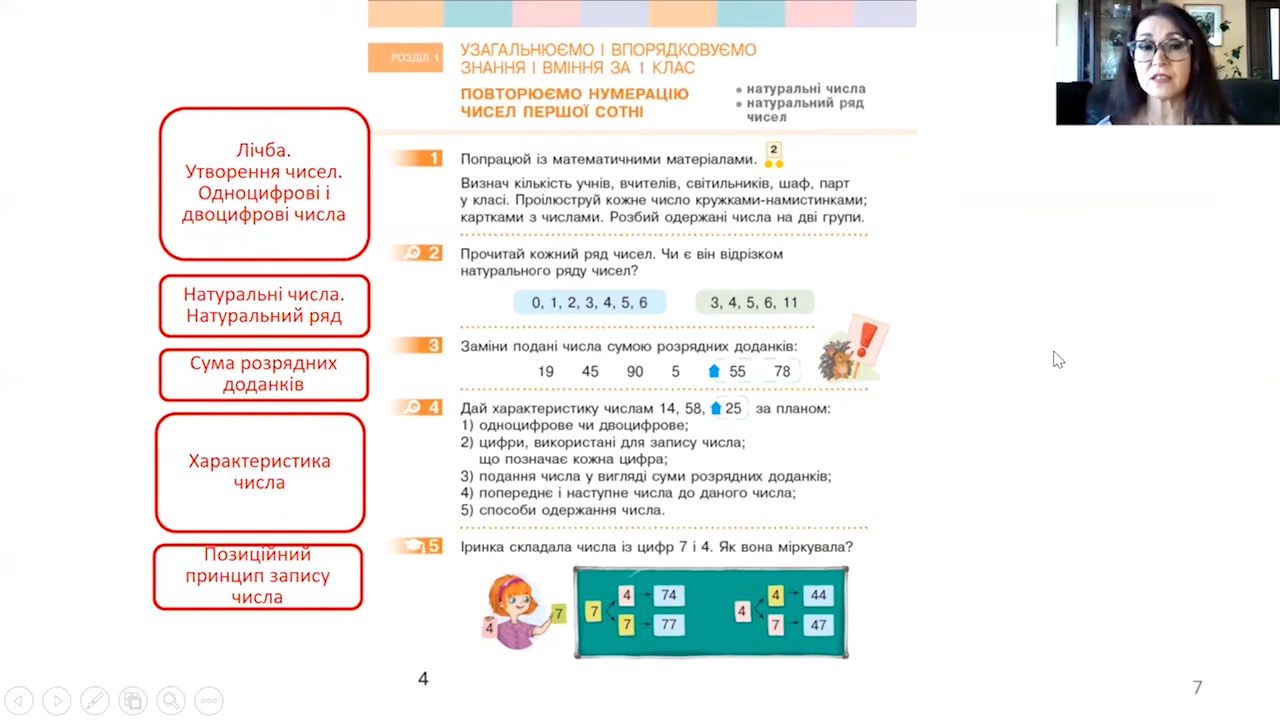 РОЗДІЛ 1
УЗАГАЛЬНЮЄМО І ВПОРЯДКОВУЄМО
ЗНАННЯ І ВМІННЯ ЗА 1 КЛАС
ПОВТОРЮЄМО НУМЕРАЦІЮ
ЧИСЕЛ ПЕРШОЇ СОТНІ
• натуральні числа
• натуральний ряд
чисел
Лічба.
Утворення чисел.
Одноцифрові і
двоцифрові числа
Натуральні числа.
Натуральний ряд
Сума розрядних
доданків
Характеристика
числа
Позиційний
принцип запису
числа
1 Попрацюй із математичними матеріалами. 2
Визнач кількість учнів, вчителів, світильників, шаф, парт
у класі. Проілюструй кожне число кружками-намистинками;
картками з числами. Розбий одержані числа на дві групи.
2 Прочитай кожний ряд чисел. Чи є він відрізком
натурального ряду чисел?
0, 1, 2, 3, 4, 5, 6 3, 4, 5, 6, 11
3 Заміни подані числа сумою розрядних доданків:
19 45 90 5 55 78
!
4 Дай характеристику числам 14, 58, 25 за планом:
1) одноцифрове чи двоцифрове;
2) цифри, використані для запису числа;
що позначає кожна цифра;
3) подання числа у вигляді суми розрядних доданків;
4) попереднє і наступне числа до даного числа;
5) способи одержання числа.
5 Іринка складала числа із цифр 7 і 4. Як вона міркувала?
4 7
7 4 74 7 77
4 4 44 7 47
4
7